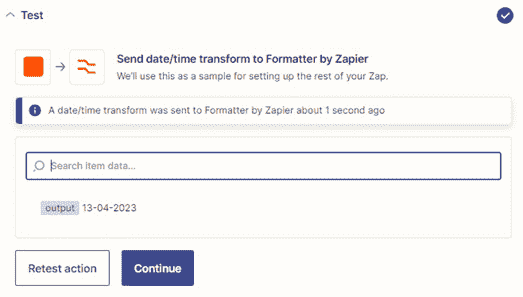 Test
Send date/time transform to Formatter by Zapier
We'll use this as a sample for setting up the rest of your Zap.
A date/time transform was sent to Formatter by Zapier about 1 second ago
Search item data...
output 13-04-2023
Retest action
Continue